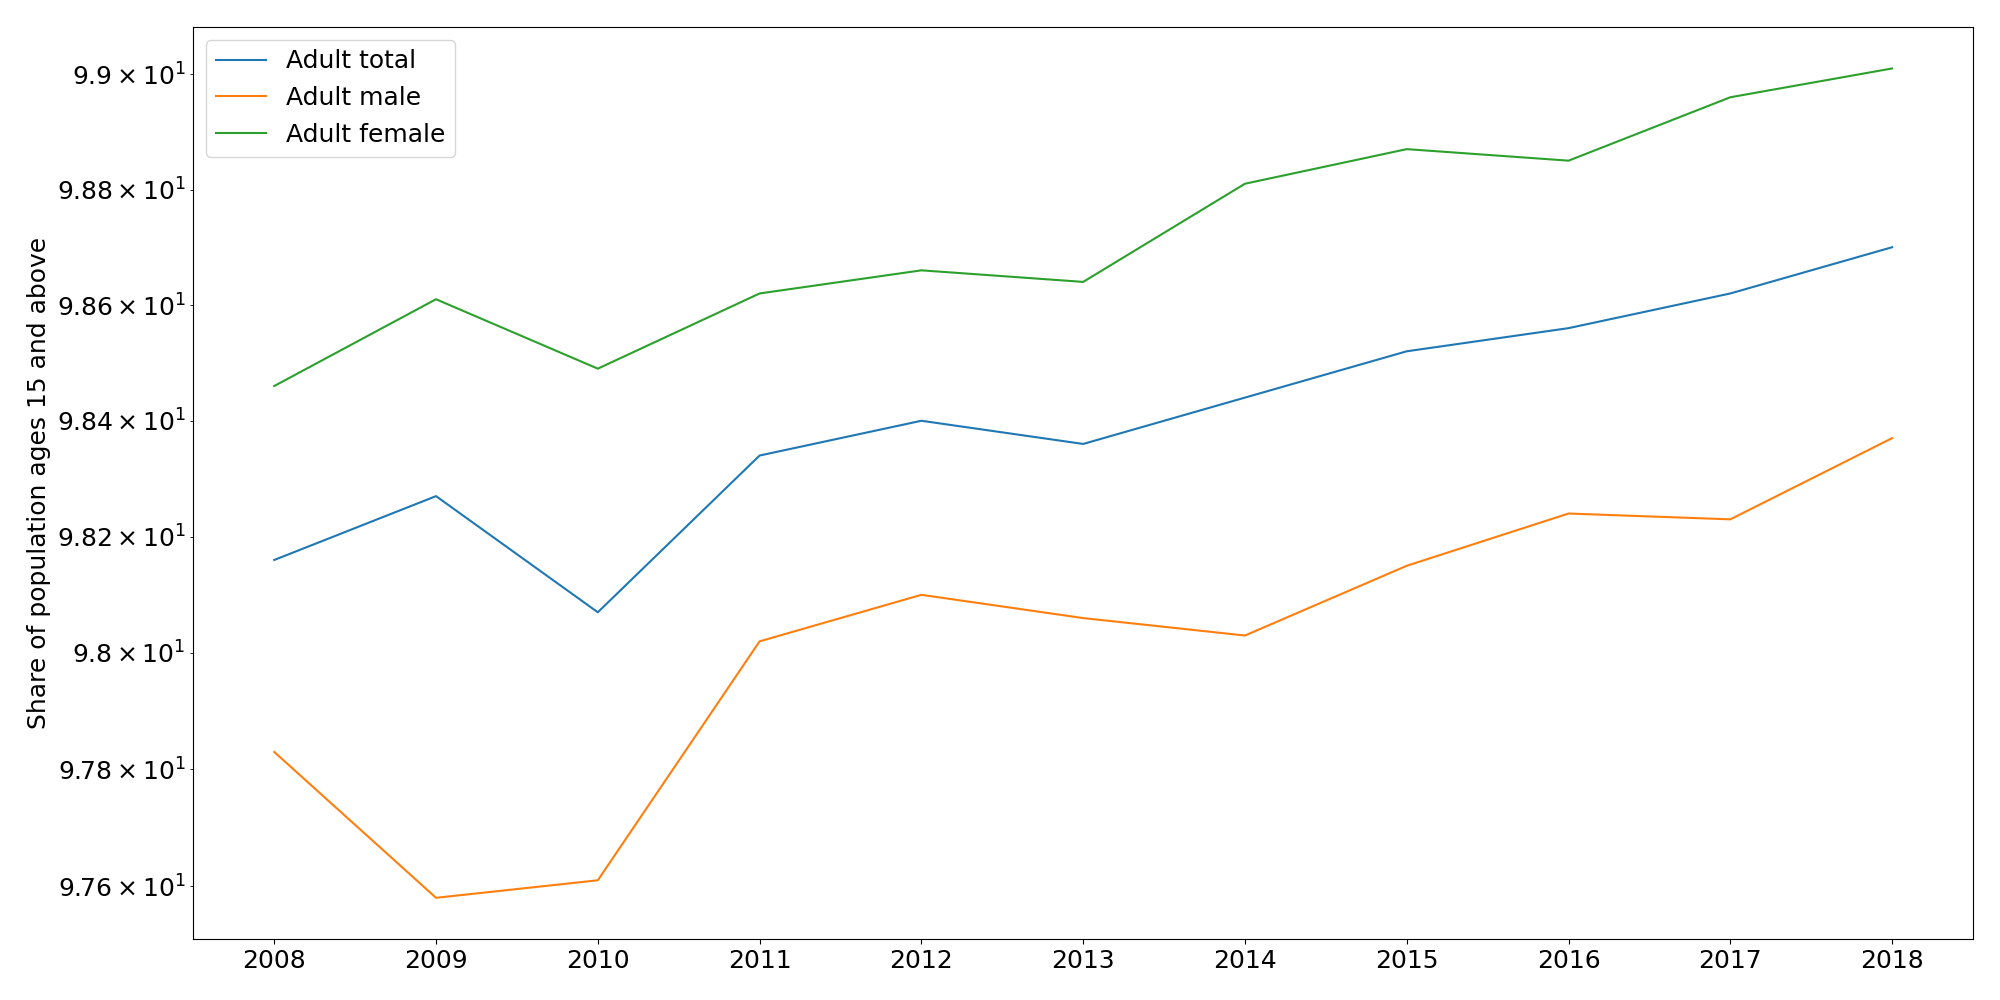 Adult total
Adult male
Adult female
Share of population ages 15 and above
9.9 × 10¹
9.88 × 10¹
9.86 × 10¹
9.84 × 10¹
9.82 × 10¹
9.8 × 10¹
9.78 × 10¹
9.76 × 10¹
2008 2009 2010 2011 2012 2013 2014 2015 2016 2017 2018